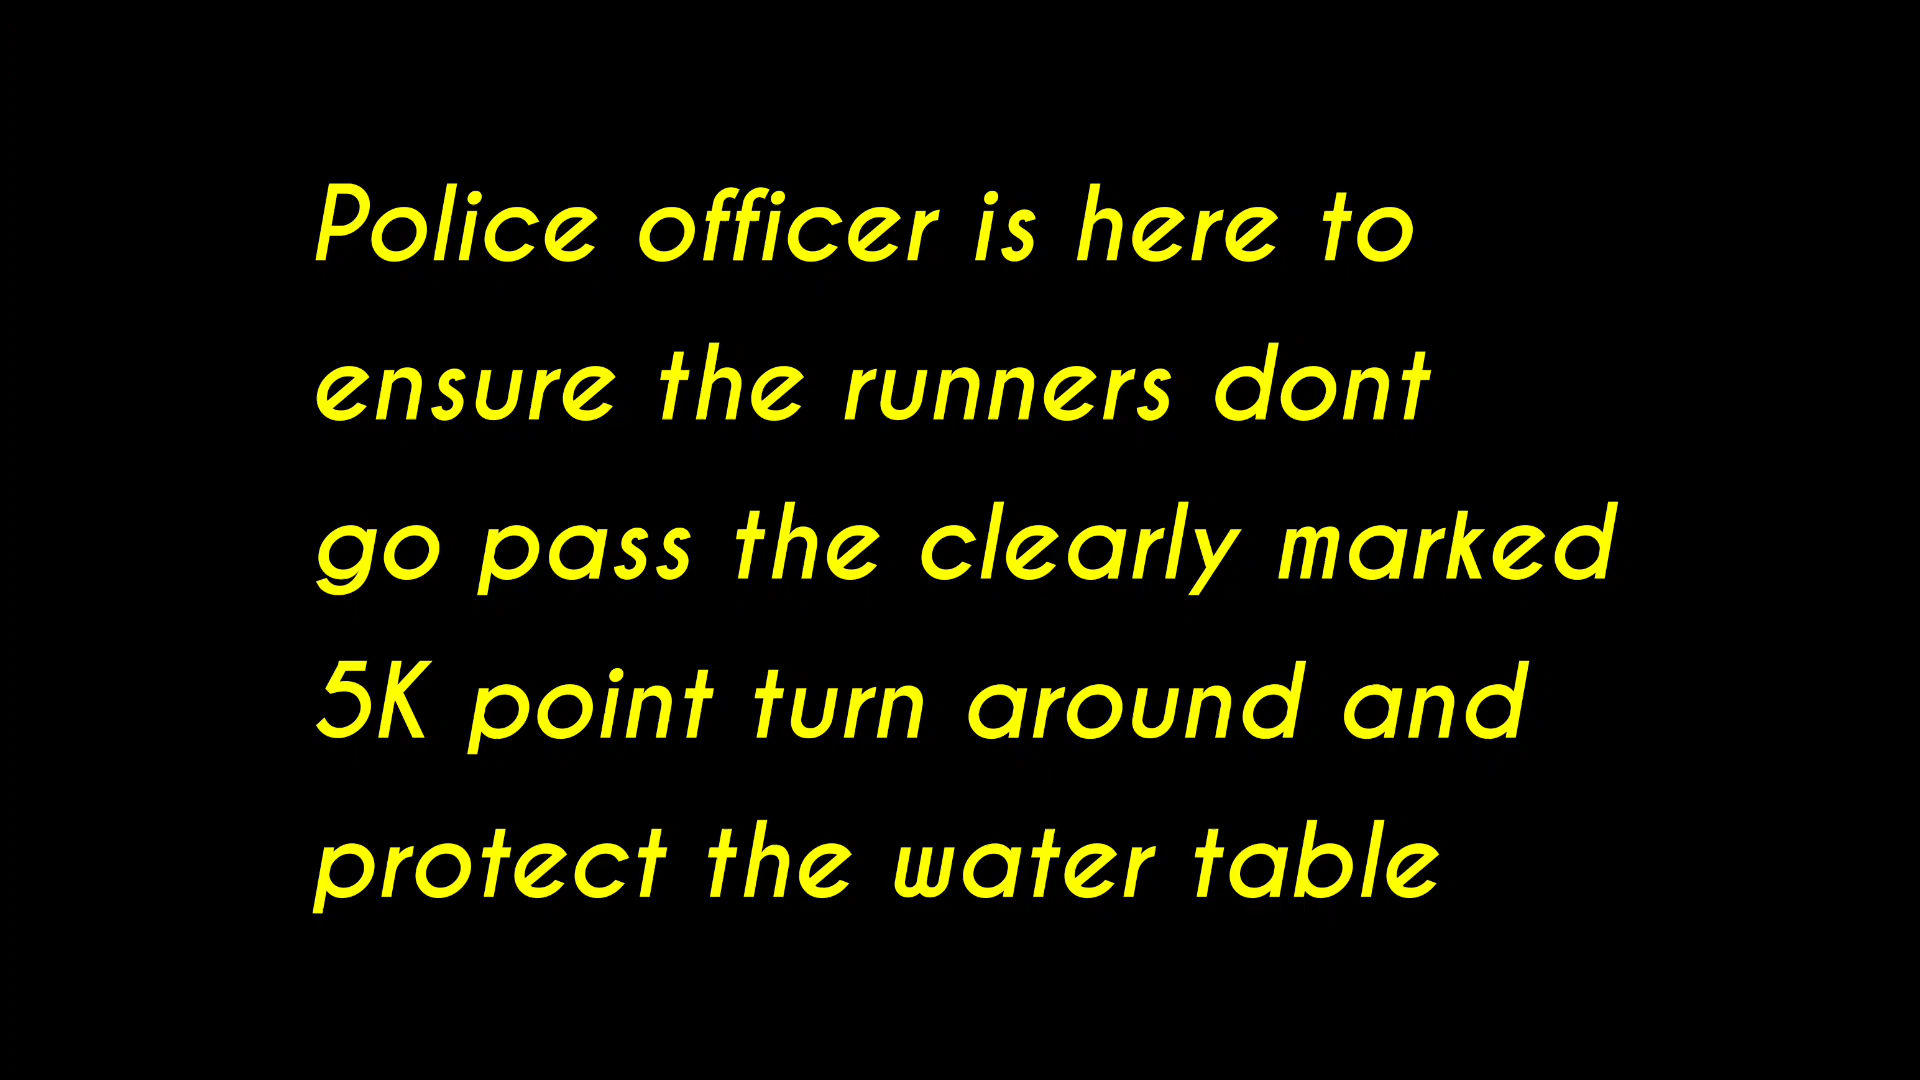 Police officer is here to
ensure the runners dont
go pass the clearly marked
5K point turn around and
protect the water table